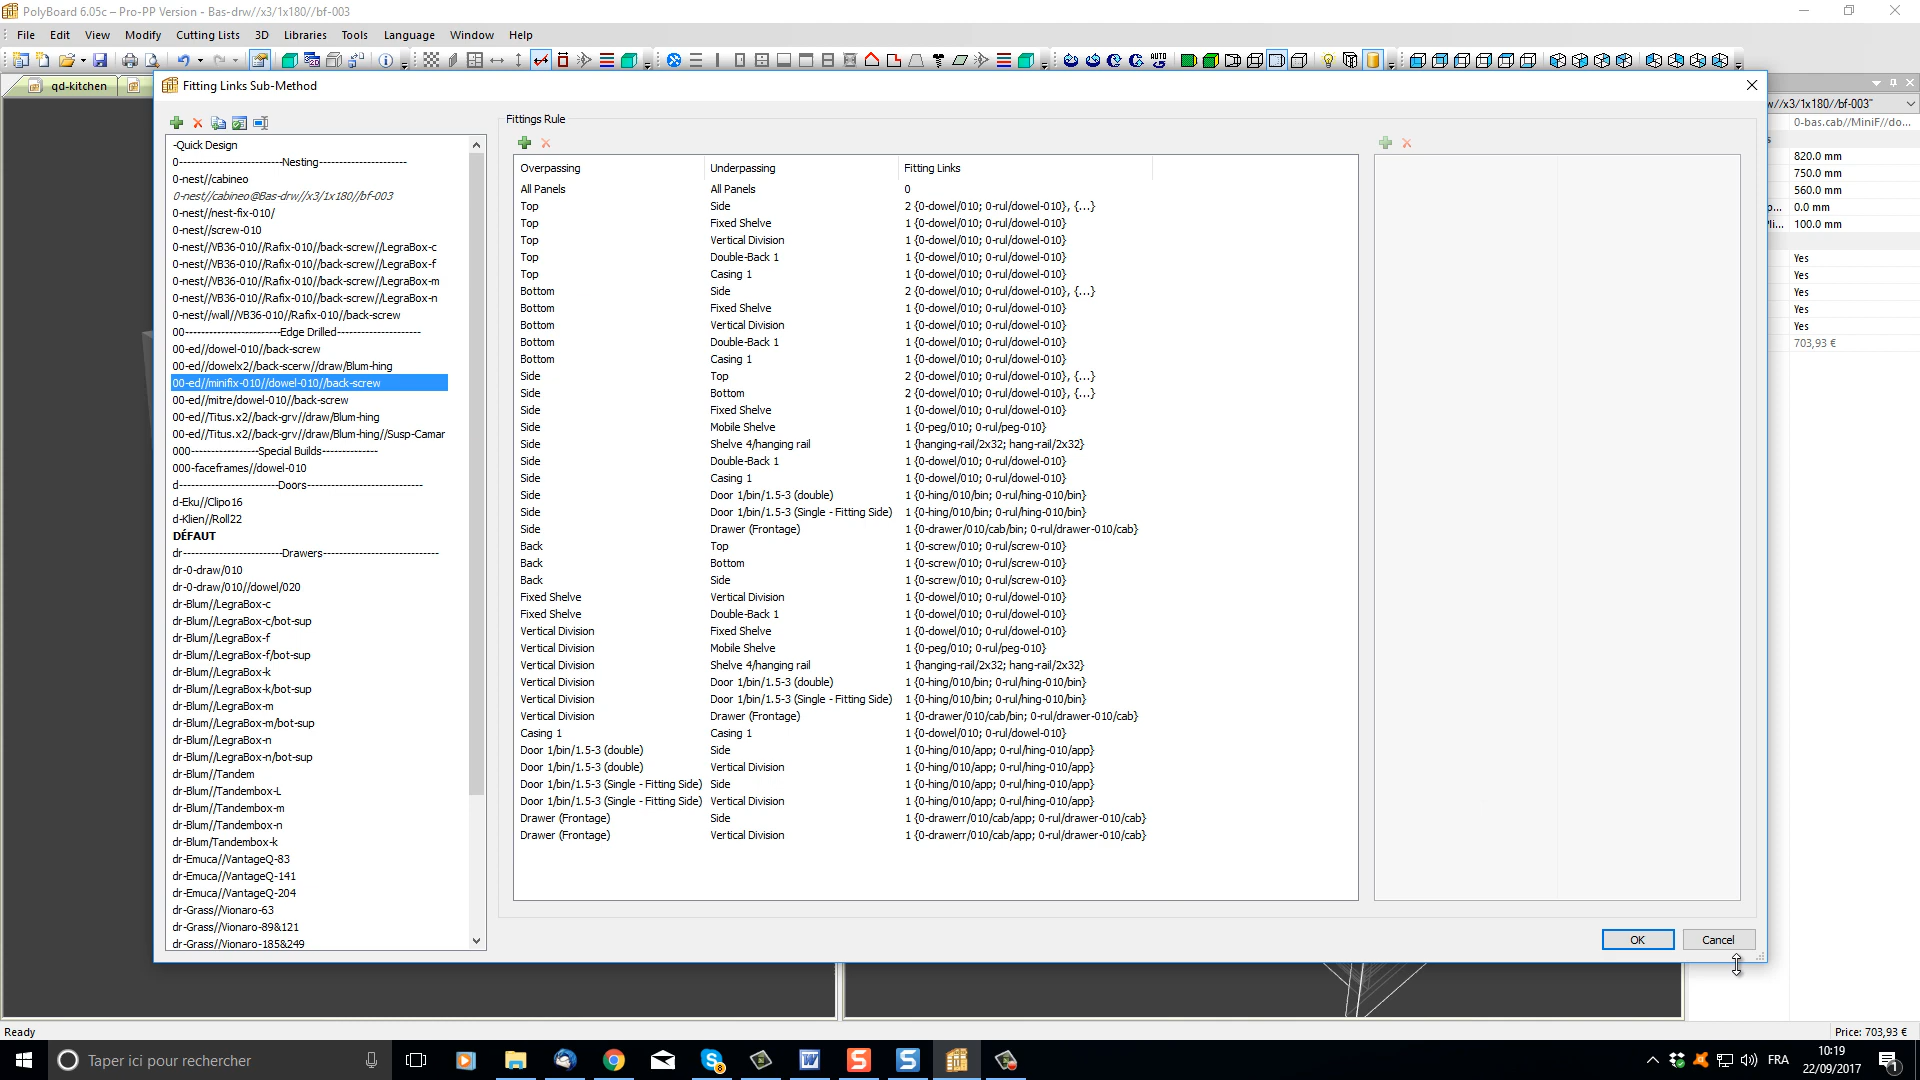 PolyBoard 6.05c – Pro-PP Version - Bas-drw//x3/1x180//bf-003
File Edit View Modify Cutting Lists 3D Libraries Tools Language Window Help
qd-kitchen
Fitting Links Sub-Method
Fittings Rule
-Quick Design
0-------------------------Nesting----------------------
0-nest//cabineo
0-nest//cabineo@Bas-drw//x3/1x180//bf-003
0-nest//nest-fix-010/
0-nest//screw-010
0-nest//VB36-010//Rafix-010//back-screw//LegraBox-c
0-nest//VB36-010//Rafix-010//back-screw//LegraBox-f
0-nest//VB36-010//Rafix-010//back-screw//LegraBox-m
0-nest//VB36-010//Rafix-010//back-screw//LegraBox-n
0-nest//wall//VB36-010//Rafix-010//back-screw
00-----------------------Edge Drilled---------------------
00-ed//dowel-010//back-screw
00-ed//dowelx2//back-scerw//draw/Blum-hing
00-ed//minifix-010//dowel-010//back-screw
00-ed//mitre/dowel-010//back-screw
00-ed//Titus.x2//back-grv//draw/Blum-hing
00-ed//Titus.x2//back-grv//draw/Blum-hing//Susp-Camar
000-----------------Special Builds--------------
000-faceframes//dowel-010
d------------------------Doors----------------------------
d-Eku//Clipo16
d-Klien//Roll22
DÉFAUT
dr------------------------Drawers----------------------------
dr-0-draw/010
dr-0-draw/010//dowel/020
dr-Blum//LegraBox-c
dr-Blum//LegraBox-c/bot-sup
dr-Blum//LegraBox-f
dr-Blum//LegraBox-f/bot-sup
dr-Blum//LegraBox-k
dr-Blum//LegraBox-k/bot-sup
dr-Blum//LegraBox-m
dr-Blum//LegraBox-m/bot-sup
dr-Blum//LegraBox-n
dr-Blum//LegraBox-n/bot-sup
dr-Blum//Tandem
dr-Blum//Tandembox-L
dr-Blum//Tandembox-m
dr-Blum//Tandembox-n
dr-Blum/Tandembox-k
dr-Emuca//VantageQ-83
dr-Emuca//VantageQ-141
dr-Emuca//VantageQ-204
dr-Grass//Vionaro-63
dr-Grass//Vionaro-89&121
dr-Grass//Vionaro-185&249
Overpassing Underpassing Fitting Links
All Panels All Panels 0
Top Side 2 {0-dowel/010; 0-rul/dowel-010}, {...}
Top Fixed Shelve 1 {0-dowel/010; 0-rul/dowel-010}
Top Vertical Division 1 {0-dowel/010; 0-rul/dowel-010}
Top Double-Back 1 1 {0-dowel/010; 0-rul/dowel-010}
Top Casing 1 1 {0-dowel/010; 0-rul/dowel-010}
Bottom Side 2 {0-dowel/010; 0-rul/dowel-010}, {...}
Bottom Fixed Shelve 1 {0-dowel/010; 0-rul/dowel-010}
Bottom Vertical Division 1 {0-dowel/010; 0-rul/dowel-010}
Bottom Double-Back 1 1 {0-dowel/010; 0-rul/dowel-010}
Bottom Casing 1 1 {0-dowel/010; 0-rul/dowel-010}
Side Top 2 {0-dowel/010; 0-rul/dowel-010}, {...}
Side Bottom 2 {0-dowel/010; 0-rul/dowel-010}, {...}
Side Fixed Shelve 1 {0-dowel/010; 0-rul/dowel-010}
Side Mobile Shelve 1 {0-peg/010; 0-rul/peg-010}
Side Shelve 4/hanging rail 1 {hanging-rail/2x32; hang-rail/2x32}
Side Double-Back 1 1 {0-dowel/010; 0-rul/dowel-010}
Side Casing 1 1 {0-dowel/010; 0-rul/dowel-010}
Side Door 1/bin/1.5-3 (double) 1 {0-hing/010/bin; 0-rul/hing-010/bin}
Side Door 1/bin/1.5-3 (Single - Fitting Side) 1 {0-hing/010/bin; 0-rul/hing-010/bin}
Side Drawer (Frontage) 1 {0-drawer/010/cab/bin; 0-rul/drawer-010/cab}
Back Top 1 {0-screw/010; 0-rul/screw-010}
Back Bottom 1 {0-screw/010; 0-rul/screw-010}
Back Side 1 {0-screw/010; 0-rul/screw-010}
Fixed Shelve Vertical Division 1 {0-dowel/010; 0-rul/dowel-010}
Fixed Shelve Double-Back 1 1 {0-dowel/010; 0-rul/dowel-010}
Vertical Division Fixed Shelve 1 {0-dowel/010; 0-rul/dowel-010}
Vertical Division Mobile Shelve 1 {0-peg/010; 0-rul/peg-010}
Vertical Division Shelve 4/hanging rail 1 {hanging-rail/2x32; hang-rail/2x32}
Vertical Division Door 1/bin/1.5-3 (double) 1 {0-hing/010/bin; 0-rul/hing-010/bin}
Vertical Division Door 1/bin/1.5-3 (Single - Fitting Side) 1 {0-hing/010/bin; 0-rul/hing-010/bin}
Vertical Division Drawer (Frontage) 1 {0-drawer/010/cab/bin; 0-rul/drawer-010/cab}
Casing 1 Casing 1 1 {0-dowel/010; 0-rul/dowel-010}
Door 1/bin/1.5-3 (double) Side 1 {0-hing/010/app; 0-rul/hing-010/app}
Door 1/bin/1.5-3 (double) Vertical Division 1 {0-hing/010/app; 0-rul/hing-010/app}
Door 1/bin/1.5-3 (Single - Fitting Side) Side 1 {0-hing/010/app; 0-rul/hing-010/app}
Door 1/bin/1.5-3 (Single - Fitting Side) Vertical Division 1 {0-hing/010/app; 0-rul/hing-010/app}
Drawer (Frontage) Side 1 {0-drawerr/010/cab/app; 0-rul/drawer-010/cab}
Drawer (Frontage) Vertical Division 1 {0-drawerr/010/cab/app; 0-rul/drawer-010/cab}
OK Cancel
w//x3/1x180//bf-003"
0-bas.cab//MiniF//do...
s
820.0 mm
750.0 mm
560.0 mm
o... 0.0 mm
li... 100.0 mm
Yes
Yes
Yes
Yes
Yes
703,93 €
Ready
Price: 703,93 €
Taper ici pour rechercher
FRA
10:19
22/09/2017